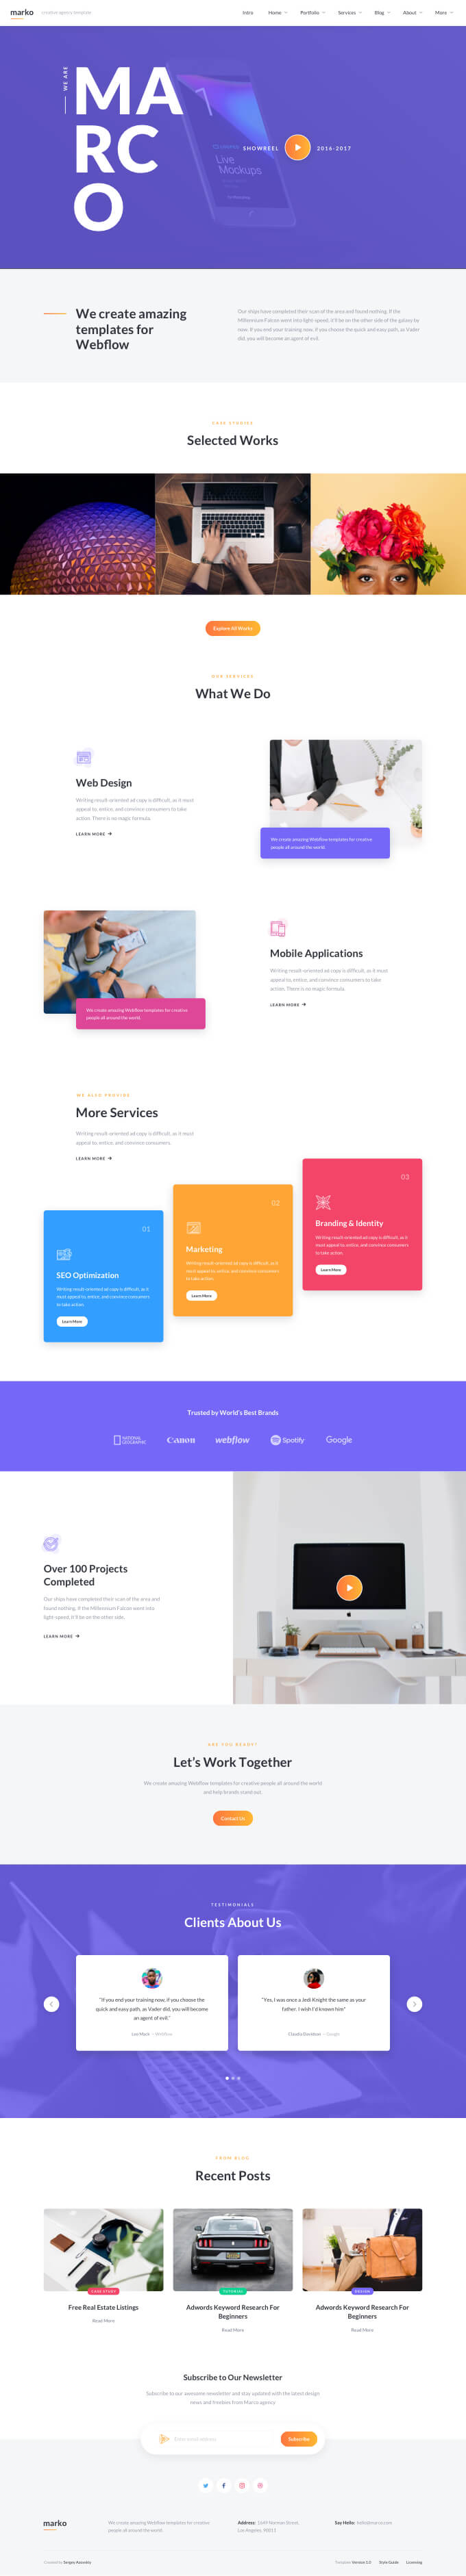 marko
creative agency template
Intro
Home
Portfolio
Services
Blog
About
More
WE ARE
MA
RC
O
Live
Mockups
SHOWREEL
2016-2017
We create amazing
templates for
Webflow
Our ships have completed their scan of the area and found nothing. If the
Millennium Falcon went into light-speed, it'll be on the other side of the galaxy by
now. If you end your training now, if you choose the quick and easy path, as Vader
did, you will become an agent of evil.
CASE STUDIES
Selected Works
Explore All Works
OUR SERVICES
What We Do
Web Design
Writing result-oriented ad copy is difficult, as it must
appeal to, entice, and convince consumers to take
action. There is no magic formula.
LEARN MORE
We create amazing Webflow templates for creative
people all around the world.
Mobile Applications
Writing result-oriented ad copy is difficult, as it must
appeal to, entice, and convince consumers to take
action. There is no magic formula.
LEARN MORE
We create amazing Webflow templates for creative
people all around the world.
WE ALSO PROVIDE
More Services
Writing result-oriented ad copy is difficult, as it must
appeal to, entice, and convince consumers.
LEARN MORE
01
SEO Optimization
Writing result-oriented ad copy is difficult, as it
must appeal to, entice, and convince consumers
to take action.
Learn More
02
Marketing
Writing result-oriented ad copy is difficult, as it
must appeal to, entice, and convince consumers
to take action.
Learn More
03
Branding & Identity
Writing result-oriented ad copy is difficult, as it
must appeal to, entice, and convince consumers
to take action.
Learn More
Trusted by World's Best Brands
NATIONAL
GEOGRAPHIC
Canon
webflow
Spotify
Google
Over 100 Projects
Completed
Our ships have completed their scan of the area and
found nothing. If the Millennium Falcon went into
light-speed, it'll be on the other side.
LEARN MORE
ARE YOU READY?
Let's Work Together
We create amazing Webflow templates for creative people all around the world
and help brands stand out.
Contact Us
TESTIMONIALS
Clients About Us
"If you end your training now, if you choose the
quick and easy path, as Vader did, you will become
an agent of evil."
- Webflow
"Yes, I was once a Jedi Knight the same as your
father. I wish I'd known him"
Claudia Davidson - Google
FROM BLOG
Recent Posts
CASE STUDY
Free Real Estate Listings
Read More
TUTORIAL
Adwords Keyword Research For
Beginners
Read More
DESIGN
Adwords Keyword Research For
Beginners
Read More
Subscribe to Our Newsletter
Subscribe to our awesome newsletter and stay updated with the latest design
news and freebies from Marco agency
Enter email address
Subscribe
marko
We create amazing Webflow templates for creative
people all around the world.
Address: Norman Street,
Los Angeles, 90011
Say Hello: hello@marco.com
Created by Sergey
Style Guide
Licensing